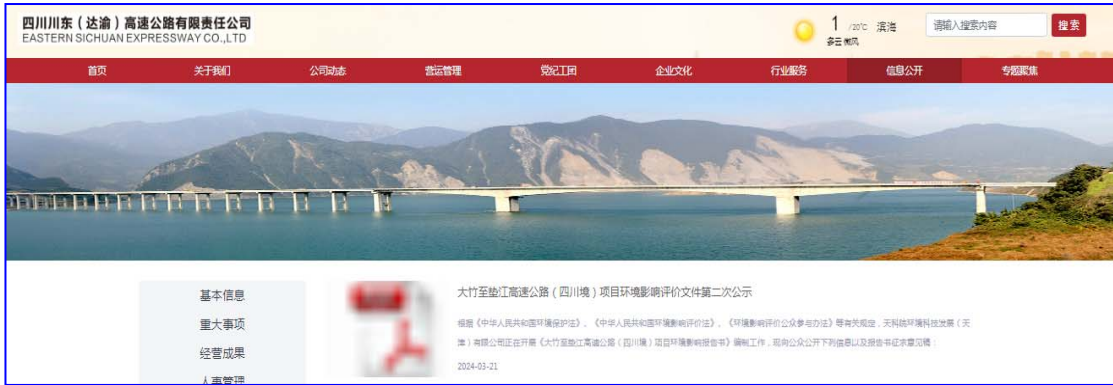 四川川东（达渝）高速公路有限责任公司
EASTERN SICHUAN EXPRESSWAY CO.,LTD
1 /20℃ 滨海
多云 微风
请输入搜索内容 搜索
首页 关于我们 公司动态 营运管理 党纪工团 企业文化 行业服务 信息公开 专题聚焦
基本信息
重大事项
经营成果
人事管理
大竹至垫江高速公路（四川境）项目环境影响评价文件第二次公示
根据《中华人民共和国环境保护法》、《中华人民共和国环境影响评价法》、《环境影响评价公众参与办法》等有关规定，天科院环境科技发展（天
津）有限公司正在开展《大竹至垫江高速公路（四川境）项目环境影响报告书》编制工作，现向公众公开下列信息以及报告书征求意见稿：
2024-03-21